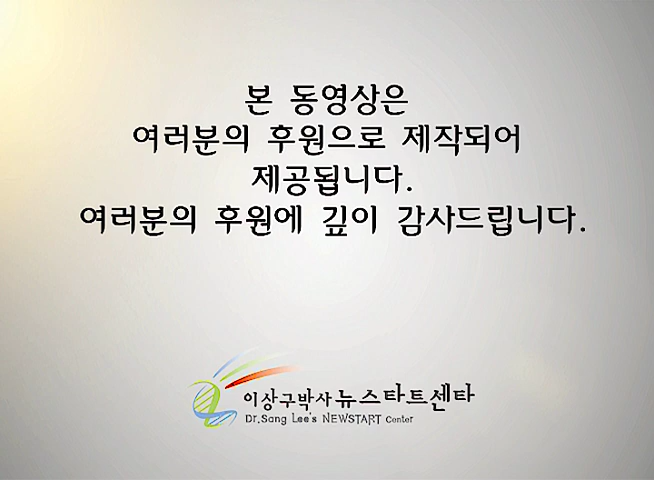 본 동영상은
여러분의 후원으로 제작되어
제공됩니다.
여러분의 후원에 깊이 감사드립니다.
이상구박사 뉴스타트센타
Dr.Sang Lee's NEWSTART Center